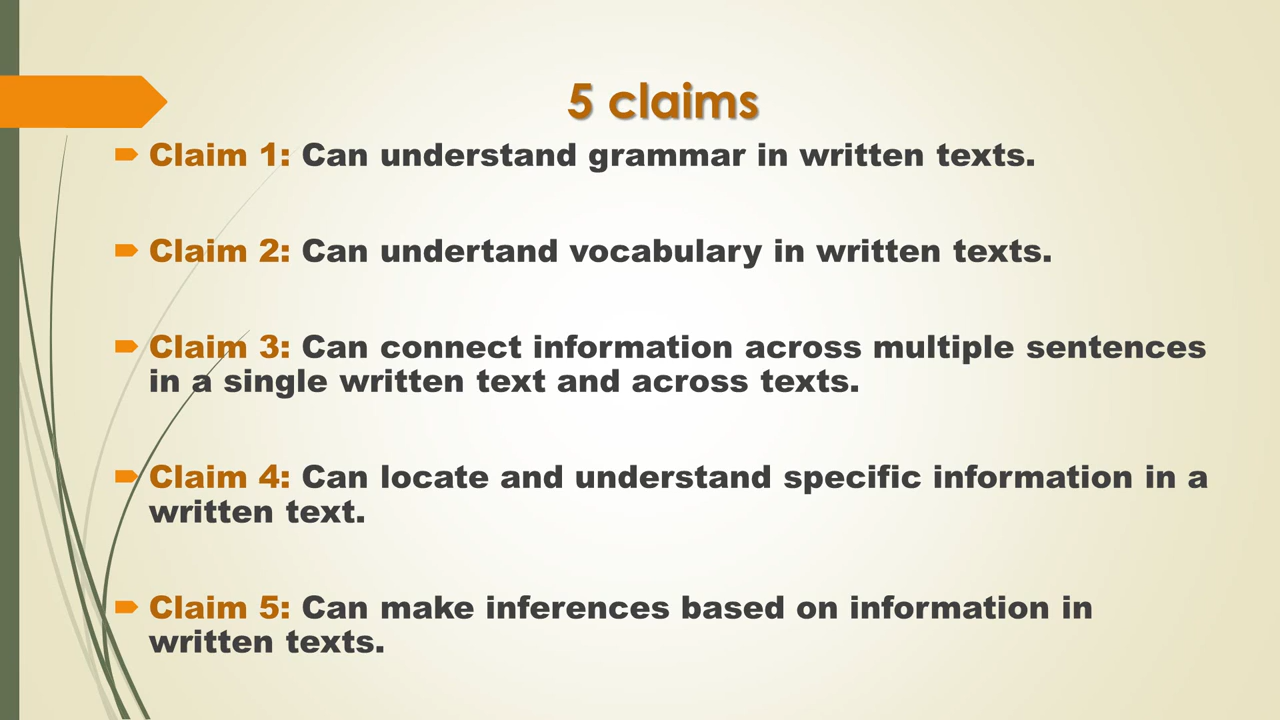 5 claims
Claim 1: Can understand grammar in written texts.
Claim 2: Can undertand vocabulary in written texts.
Claim 3: Can connect information across multiple sentences
in a single written text and across texts.
Claim 4: Can locate and understand specific information in a
written text.
Claim 5: Can make inferences based on information in
written texts.